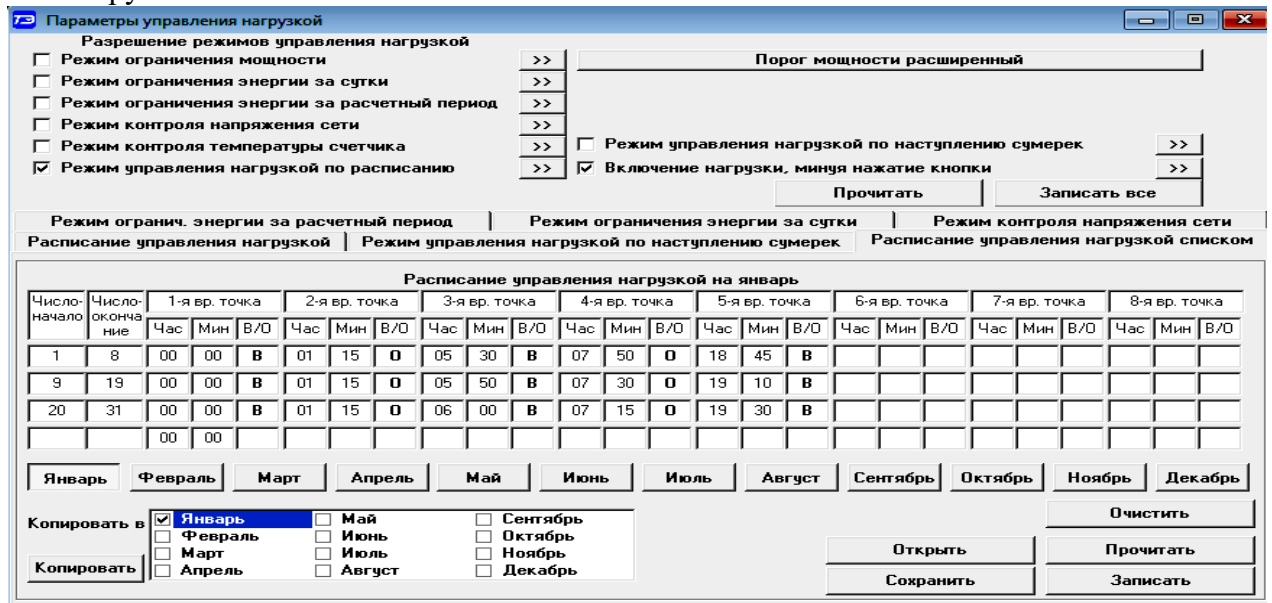 ТЭ Параметры управления нагрузкой
Разрешение режимов управления нагрузкой
Режим ограничения мощности >> Порог мощности расширенный
Режим ограничения энергии за сутки >>
Режим ограничения энергии за расчетный период >>
Режим контроля напряжения сети >>
Режим контроля температуры счетчика >> Режим управления нагрузкой по наступлению сумерек >>
Режим управления нагрузкой по расписанию >> Включение нагрузки, минуя нажатие кнопки >>
Прочитать Записать все
Режим огранич. энергии за расчетный период Режим ограничения энергии за сутки Режим контроля напряжения сети
Расписание управления нагрузкой Режим управления нагрузкой по наступлению сумерек Расписание управления нагрузкой списком
Расписание управления нагрузкой на январь
Число- Число- 1-я вр. точка 2-я вр. точка 3-я вр. точка 4-я вр. точка 5-я вр. точка 6-я вр. точка 7-я вр. точка 8-я вр. точка
начало оконча
ние Час Мин В/О Час Мин В/О Час Мин В/О Час Мин В/О Час Мин В/О Час Мин В/О Час Мин В/О Час Мин В/О
1 8 00 00 В 01 15 О 05 30 В 07 50 О 18 45 В
9 19 00 00 В 01 15 О 05 50 В 07 30 О 19 10 В
20 31 00 00 В 01 15 О 06 00 В 07 15 О 19 30 В
00 00
Январь Февраль Март Апрель Май Июнь Июль Август Сентябрь Октябрь Ноябрь Декабрь
Копировать в Январь Май Сентябрь Очистить
Февраль Июнь Октябрь
Март Июль Ноябрь Открыть Прочитать
Копировать Апрель Август Декабрь
Сохранить Записать